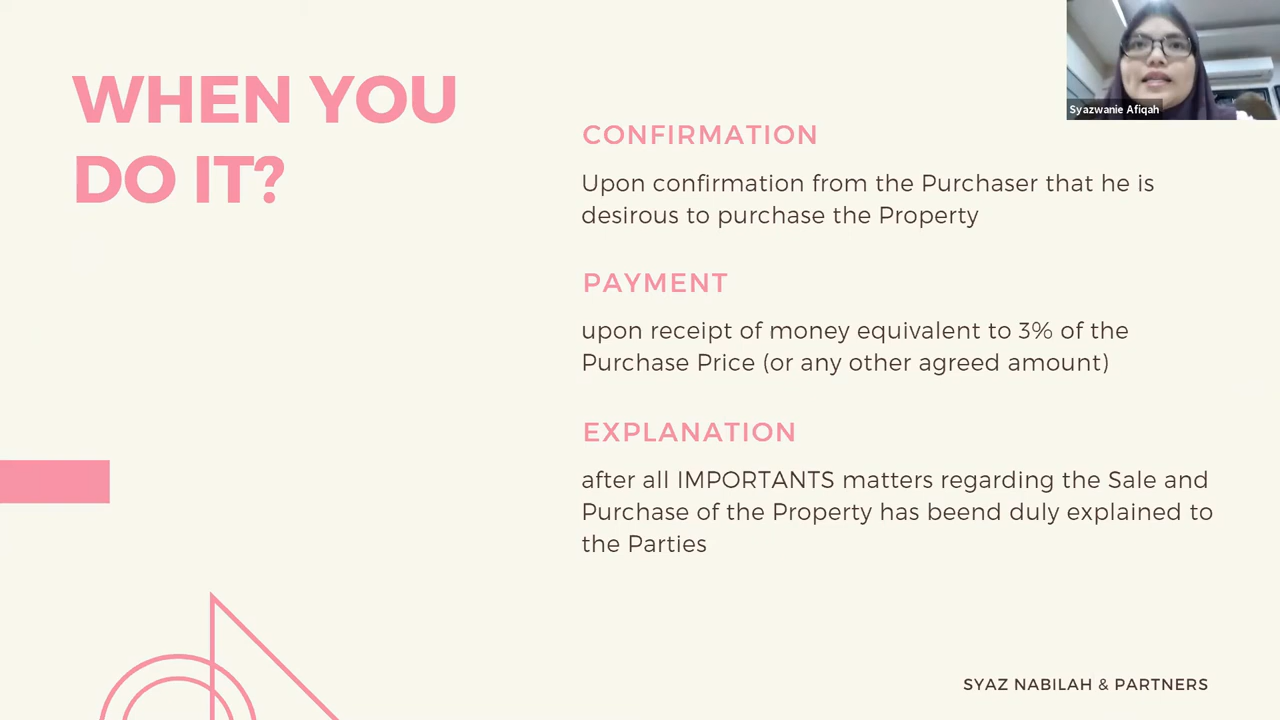 WHEN YOU
DO IT?
Syazwanie Afiqah
CONFIRMATION
Upon confirmation from the Purchaser that he is
desirous to purchase the Property
PAYMENT
upon receipt of money equivalent to 3% of the
Purchase Price (or any other agreed amount)
EXPLANATION
after all IMPORTANTS matters regarding the Sale and
Purchase of the Property has beend duly explained to
the Parties
SYAZ NABILAH & PARTNERS